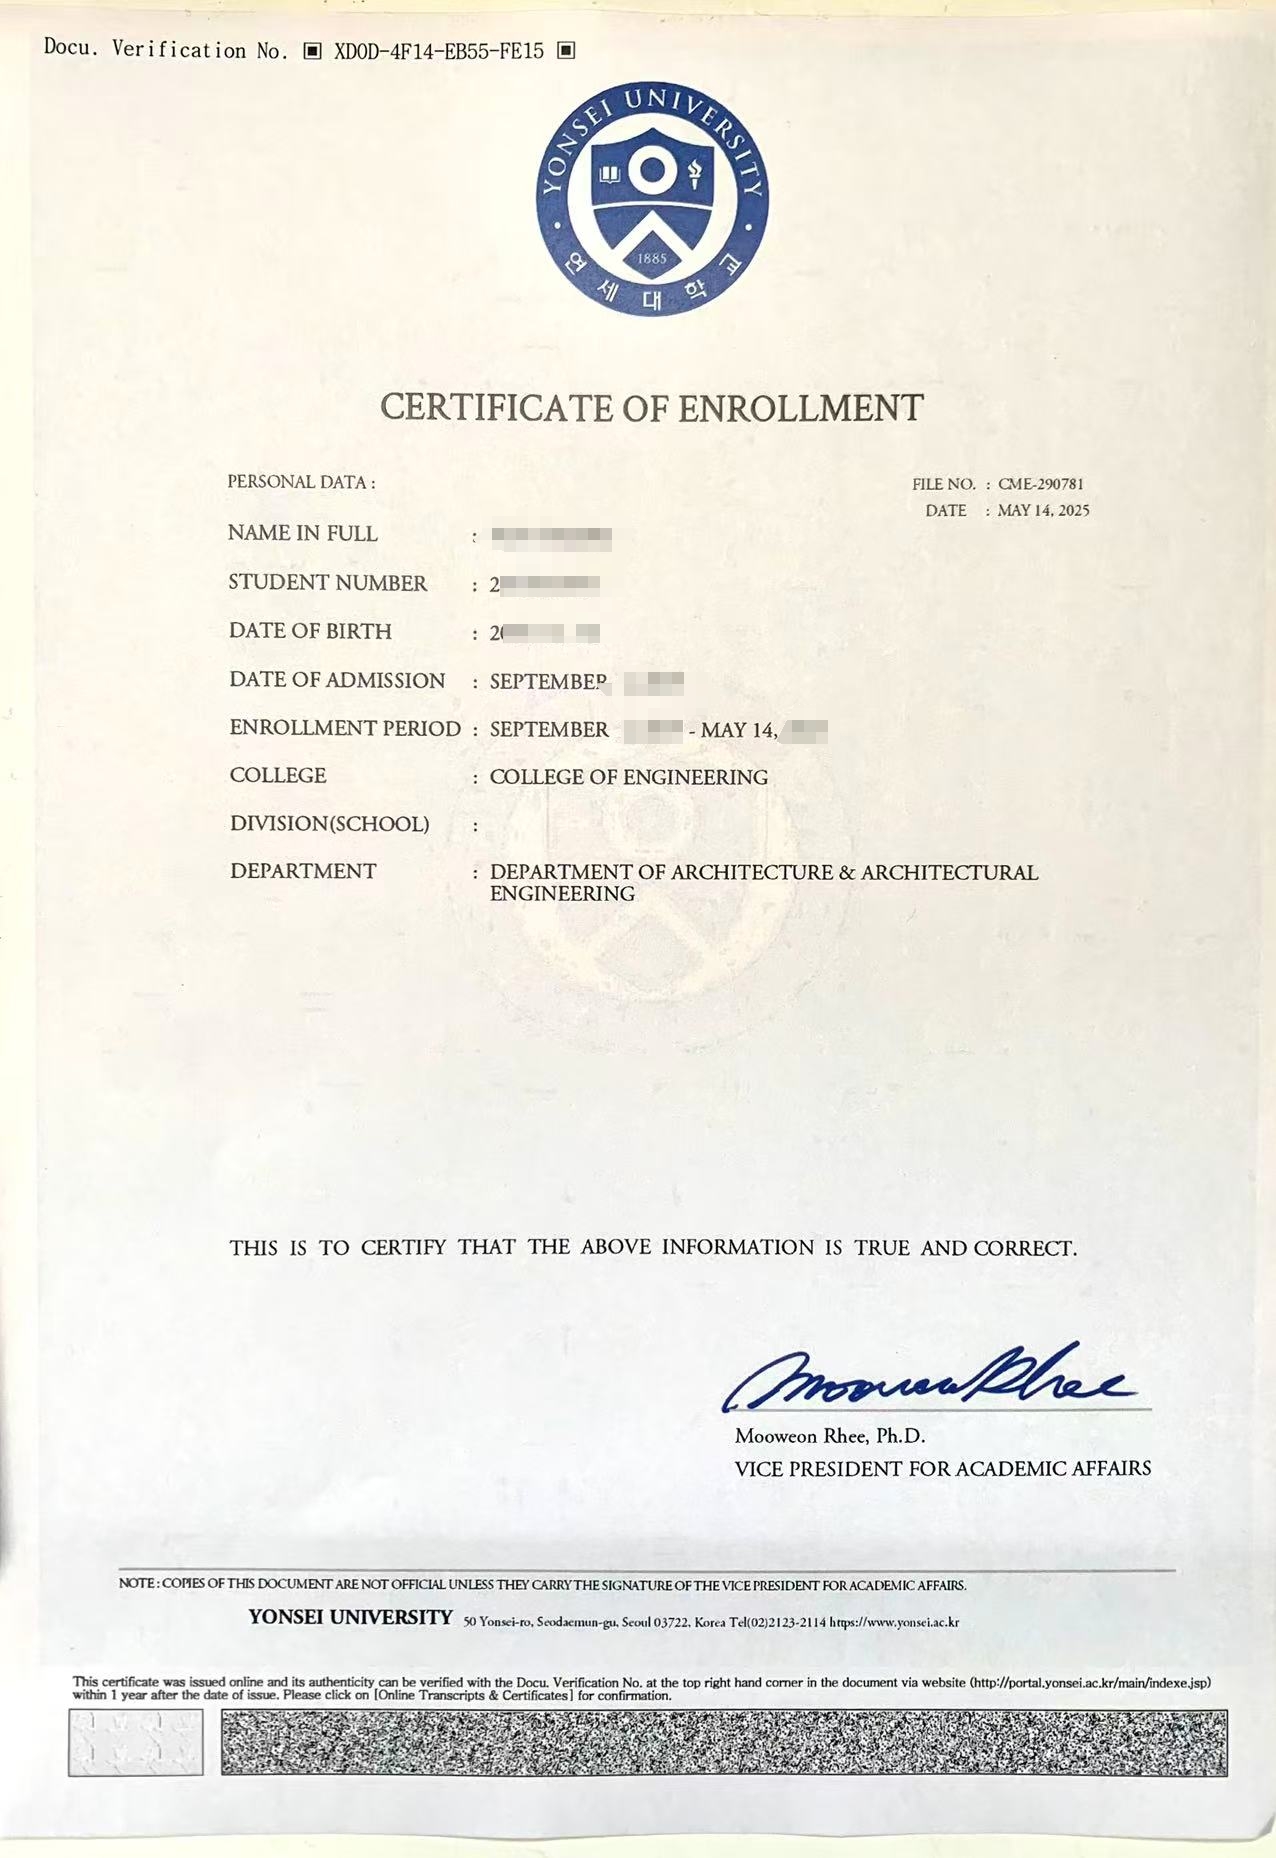 Docu. Verification No. ▣ XD0D-4F14-EB55-FE15 ▣
YONSEI UNIVERSITY
1885
연세대학교
CERTIFICATE OF ENROLLMENT
PERSONAL DATA :
FILE NO. : CME-290781
DATE : MAY 14, 2025
NAME IN FULL :
STUDENT NUMBER : 2
DATE OF BIRTH : 20
DATE OF ADMISSION : SEPTEMBER
ENROLLMENT PERIOD : SEPTEMBER - MAY 14,
COLLEGE : COLLEGE OF ENGINEERING
DIVISION(SCHOOL) :
DEPARTMENT : DEPARTMENT OF ARCHITECTURE & ARCHITECTURAL
ENGINEERING
THIS IS TO CERTIFY THAT THE ABOVE INFORMATION IS TRUE AND CORRECT.
Mooweon Rhee
Mooweon Rhee, Ph.D.
VICE PRESIDENT FOR ACADEMIC AFFAIRS
NOTE : COPIES OF THIS DOCUMENT ARE NOT OFFICIAL UNLESS THEY CARRY THE SIGNATURE OF THE VICE PRESIDENT FOR ACADEMIC AFFAIRS.
YONSEI UNIVERSITY 50 Yonsei-ro, Seodaemun-gu, Seoul 03722, Korea Tel(02)2123-2114 https://www.yonsei.ac.kr
This certificate was issued online and its authenticity can be verified with the Docu. Verification No. at the top right hand corner in the document via website (http://portal.yonsei.ac.kr/main/indexe.jsp)
within 1 year after the date of issue. Please click on [Online Transcripts & Certificates] for confirmation.